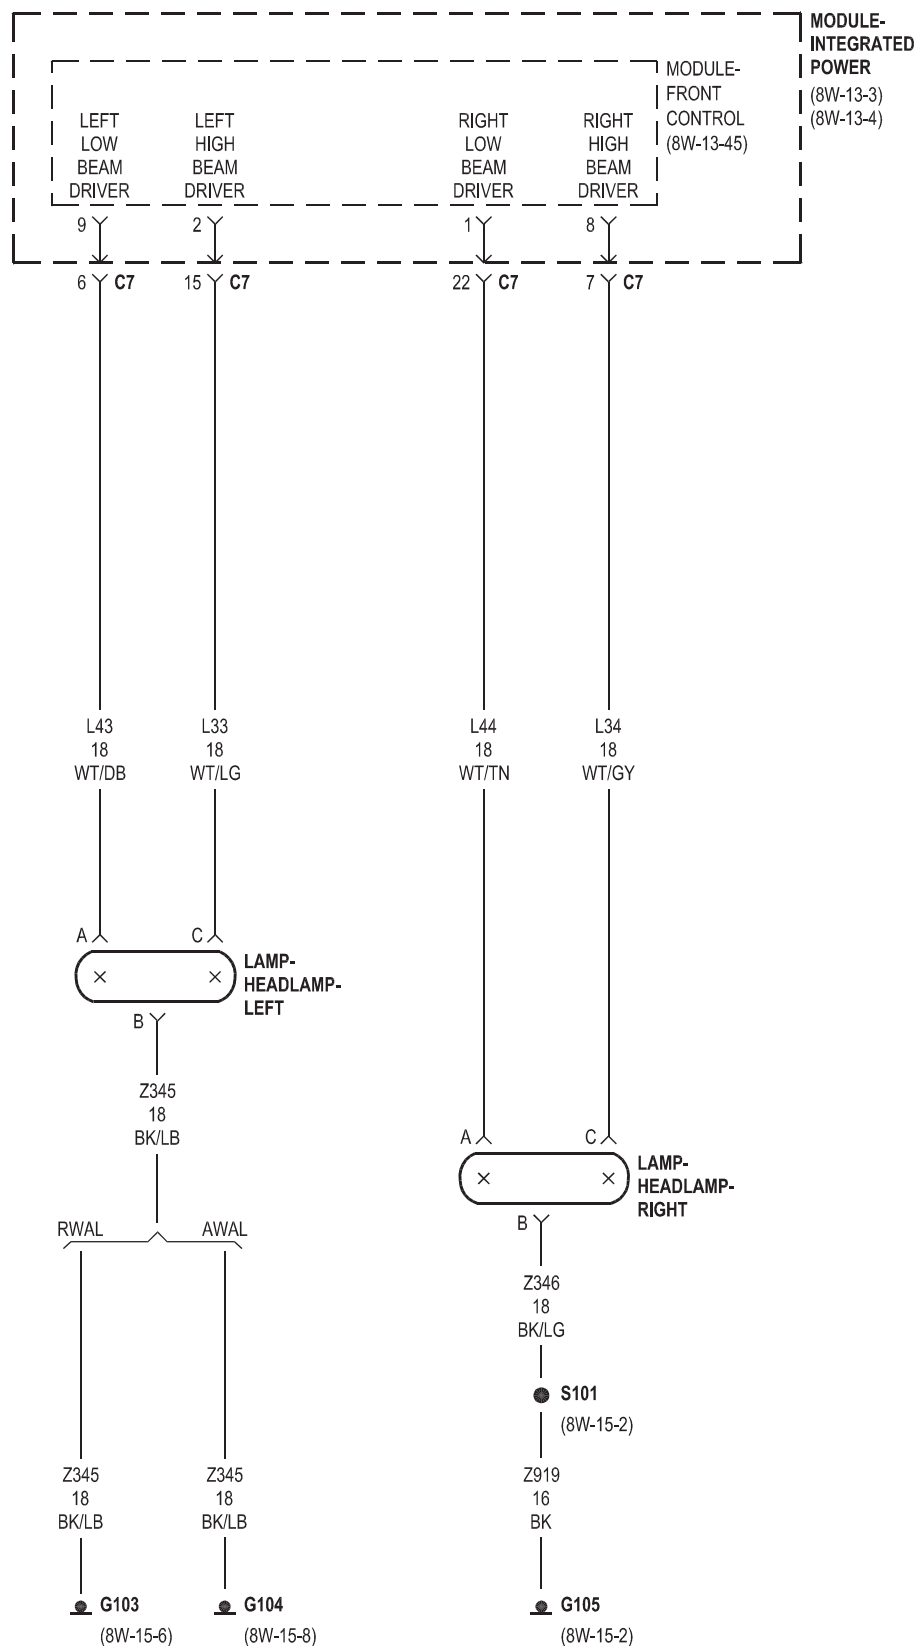 MODULE-
INTEGRATED
POWER
(8W-13-3)
(8W-13-4)
MODULE-
FRONT
CONTROL
(8W-13-45)
LEFT
LOW
BEAM
DRIVER
LEFT
HIGH
BEAM
DRIVER
RIGHT
LOW
BEAM
DRIVER
RIGHT
HIGH
BEAM
DRIVER
9
2
1
8
6 C7
15 C7
22 C7
7 C7
L43
18
WT/DB
L33
18
WT/LG
L44
18
WT/TN
L34
18
WT/GY
A
C
LAMP-
HEADLAMP-
LEFT
B
Z345
18
BK/LB
A
C
LAMP-
HEADLAMP-
RIGHT
B
RWAL
AWAL
Z346
18
BK/LG
S101
(8W-15-2)
Z345
18
BK/LB
Z345
18
BK/LB
Z919
16
BK
G103
(8W-15-6)
G104
(8W-15-8)
G105
(8W-15-2)